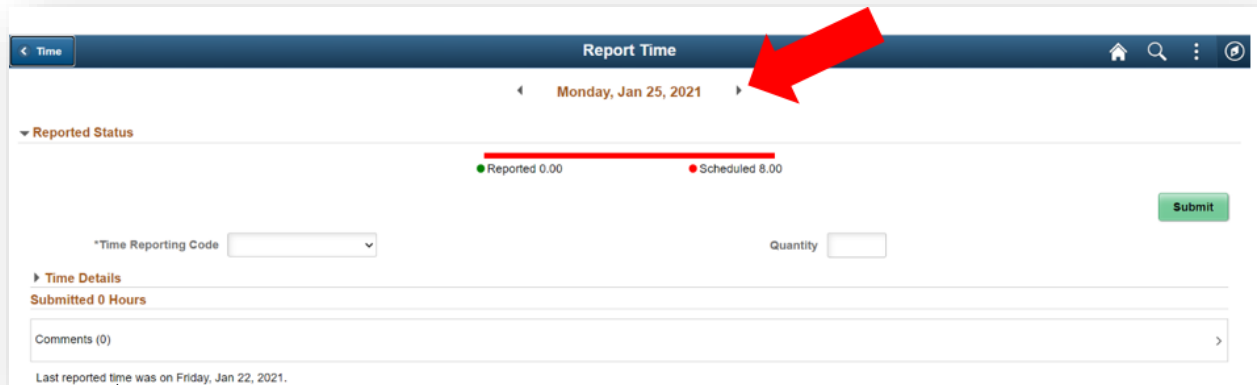 Time
Report Time
Monday, Jan 25, 2021
Reported Status
Reported 0.00
Scheduled 8.00
Submit
*Time Reporting Code
Quantity
Time Details
Submitted 0 Hours
Comments (0)
Last reported time was on Friday, Jan 22, 2021.